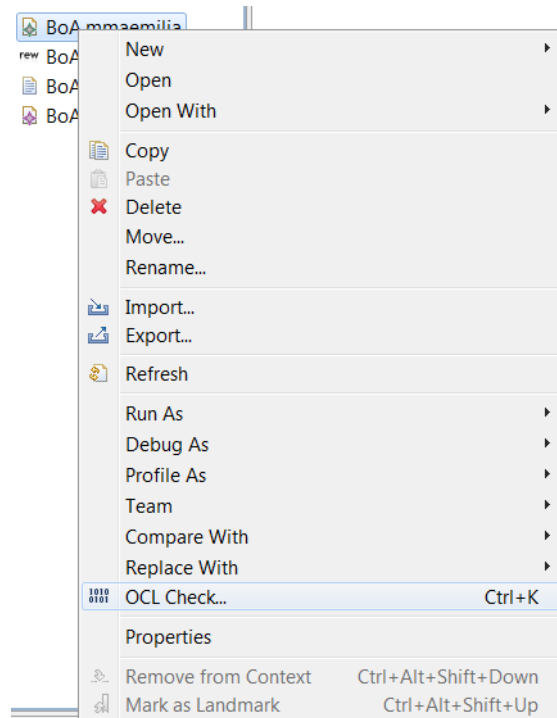 BoA.mmaemilia
rew BoA
BoA
BoA
New
Open
Open With
Copy
Paste
Delete
Move...
Rename...
Import...
Export...
Refresh
Run As
Debug As
Profile As
Team
Compare With
Replace With
1010 0101 OCL Check... Ctrl+K
Properties
Remove from Context Ctrl+Alt+Shift+Down
Mark as Landmark Ctrl+Alt+Shift+Up